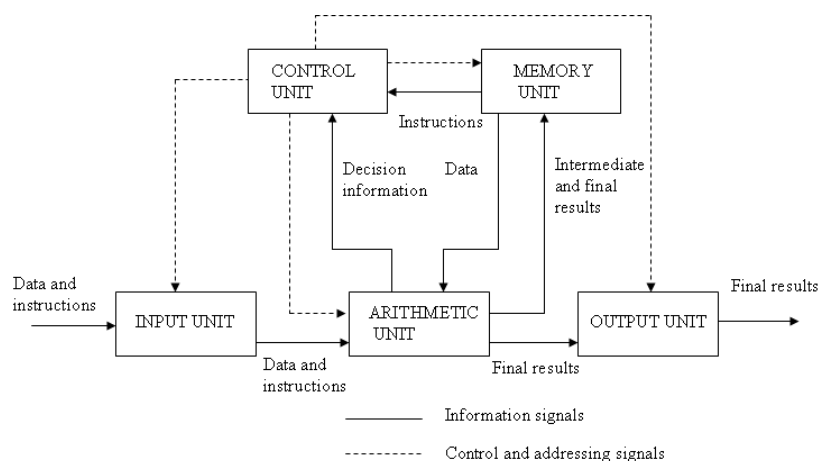 CONTROL
UNIT
MEMORY
UNIT
Instructions
Decision
information
Data
Intermediate
and final
results
Data and
instructions
INPUT UNIT
ARITHMETIC
UNIT
OUTPUT UNIT
Final results
Data and
instructions
Final results
Information signals
Control and addressing signals